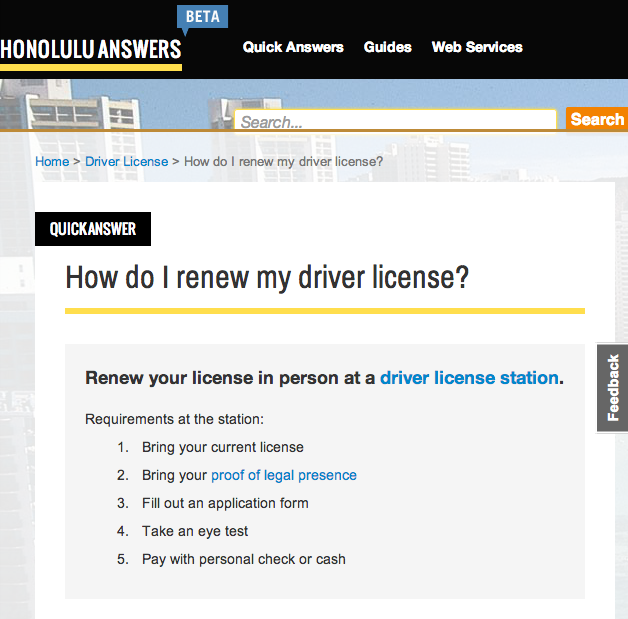 BETA
HONOLULU ANSWERS
Quick Answers Guides Web Services
Search...
Search
Home > Driver License > How do I renew my driver license?
QUICKANSWER
How do I renew my driver license?
Renew your license in person at a driver license station.
Requirements at the station:
1. Bring your current license
2. Bring your proof of legal presence
3. Fill out an application form
4. Take an eye test
5. Pay with personal check or cash
Feedback